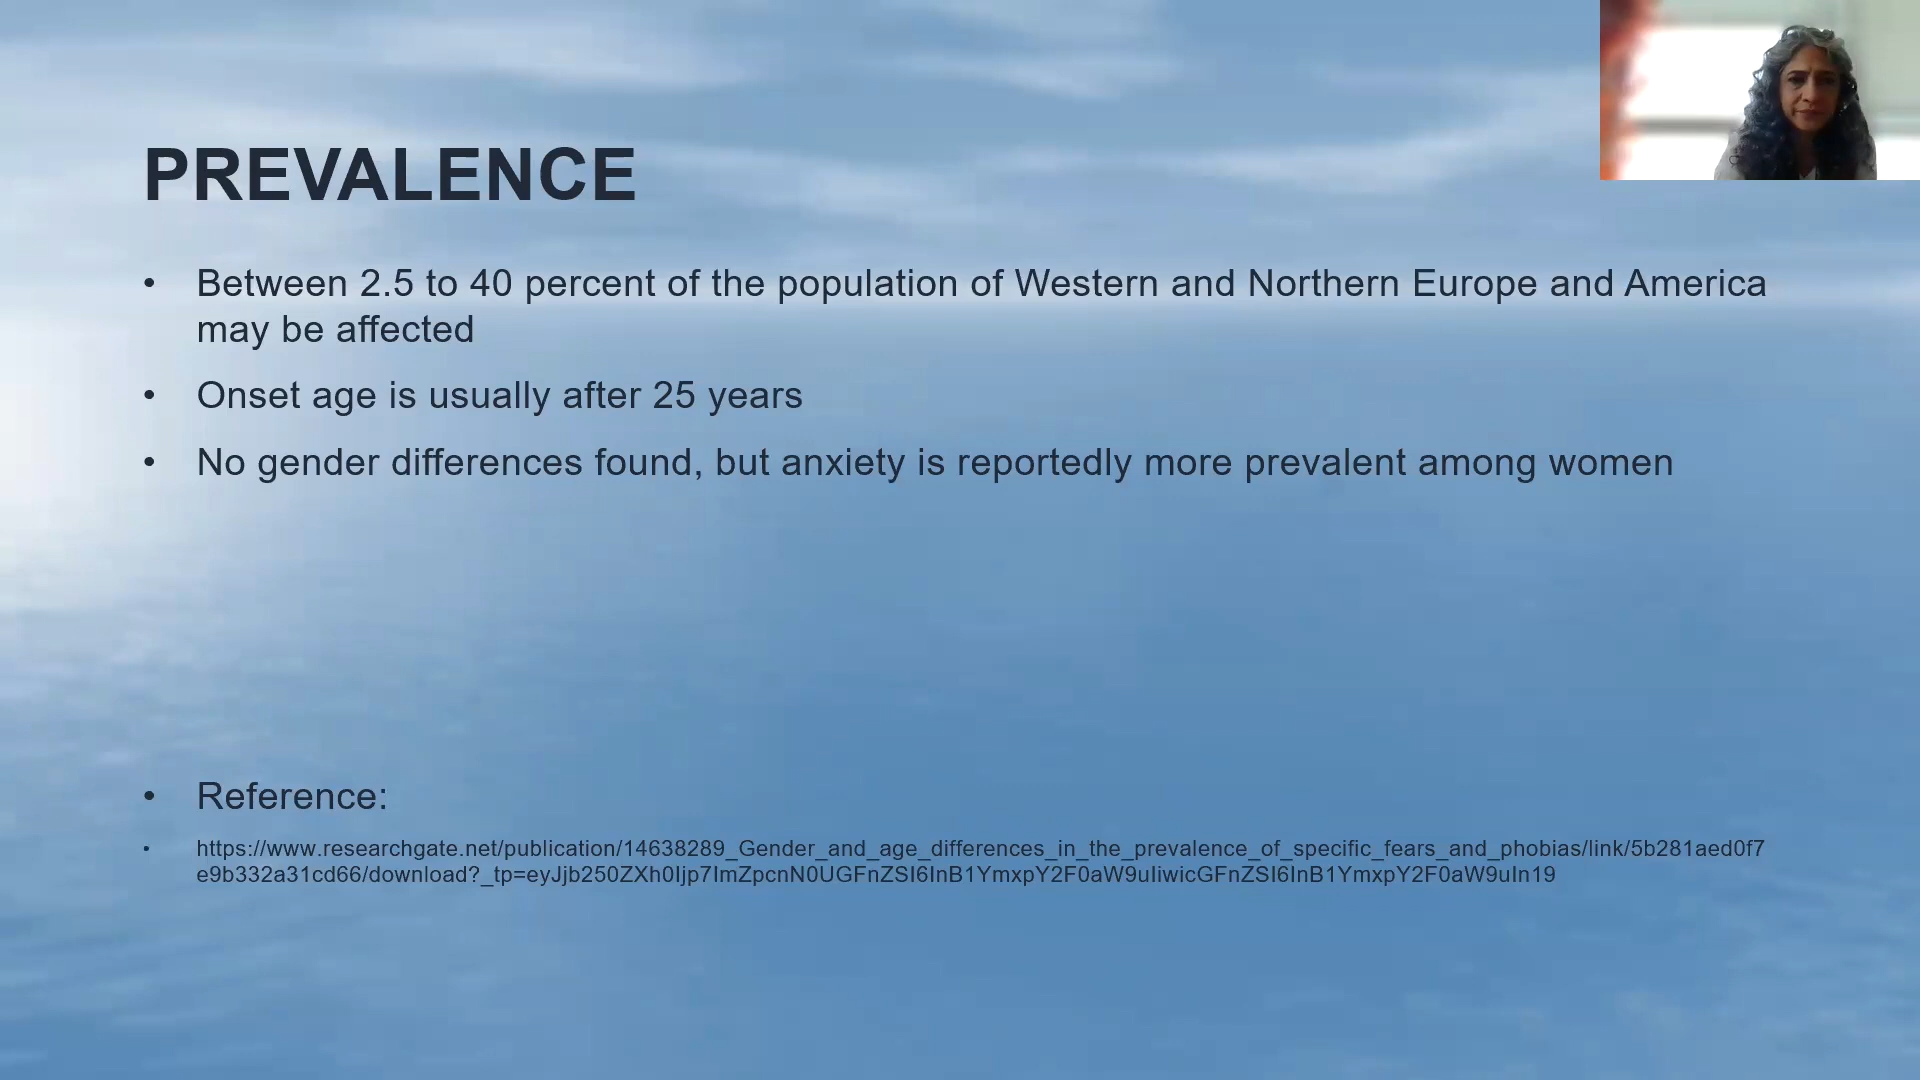 PREVALENCE
• Between 2.5 to 40 percent of the population of Western and Northern Europe and America
may be affected
• Onset age is usually after 25 years
• No gender differences found, but anxiety is reportedly more prevalent among women
• Reference:
• https://www.researchgate.net/publication/14638289_Gender_and_age_differences_in_the_prevalence_of_specific_fears_and_phobias/link/5b281aed0f7
e9b332a31cd66/download?_tp=eyJjb250ZXh0Ijp7ImZpcnN0UGFnZSI6InB1YmxpY2F0aW9uIiwicGFnZSI6InB1YmxpY2F0aW9uIn19